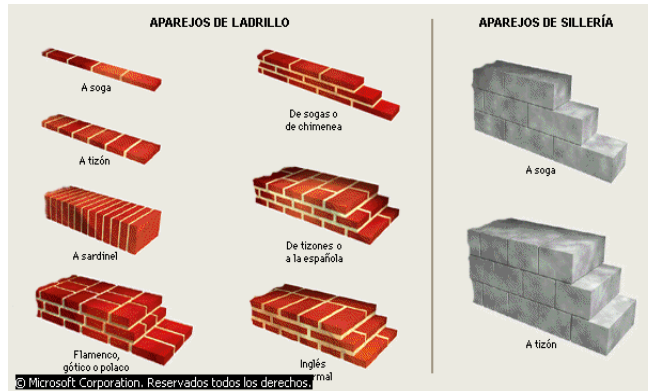 APAREJOS DE LADRILLO
APAREJOS DE SILLERÍA
A soga
De sogas o
de chimenea
A soga
A tizón
A sardinel
De tizones o
a la española
A tizón
Flamenco,
gótico o polaco
Inglés
© Microsoft Corporation. Reservados todos los derechos.